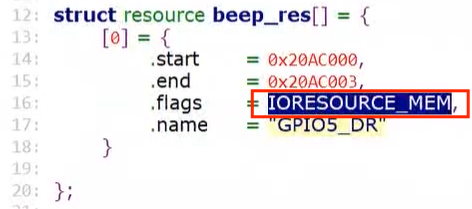 12: struct resource beep_res[] = {
13: [0] = {
14: .start = 0x20AC000,
15: .end = 0x20AC003,
16: .flags = IORESOURCE_MEM,
17: .name = "GPIO5_DR"
18: }
19:
20: };